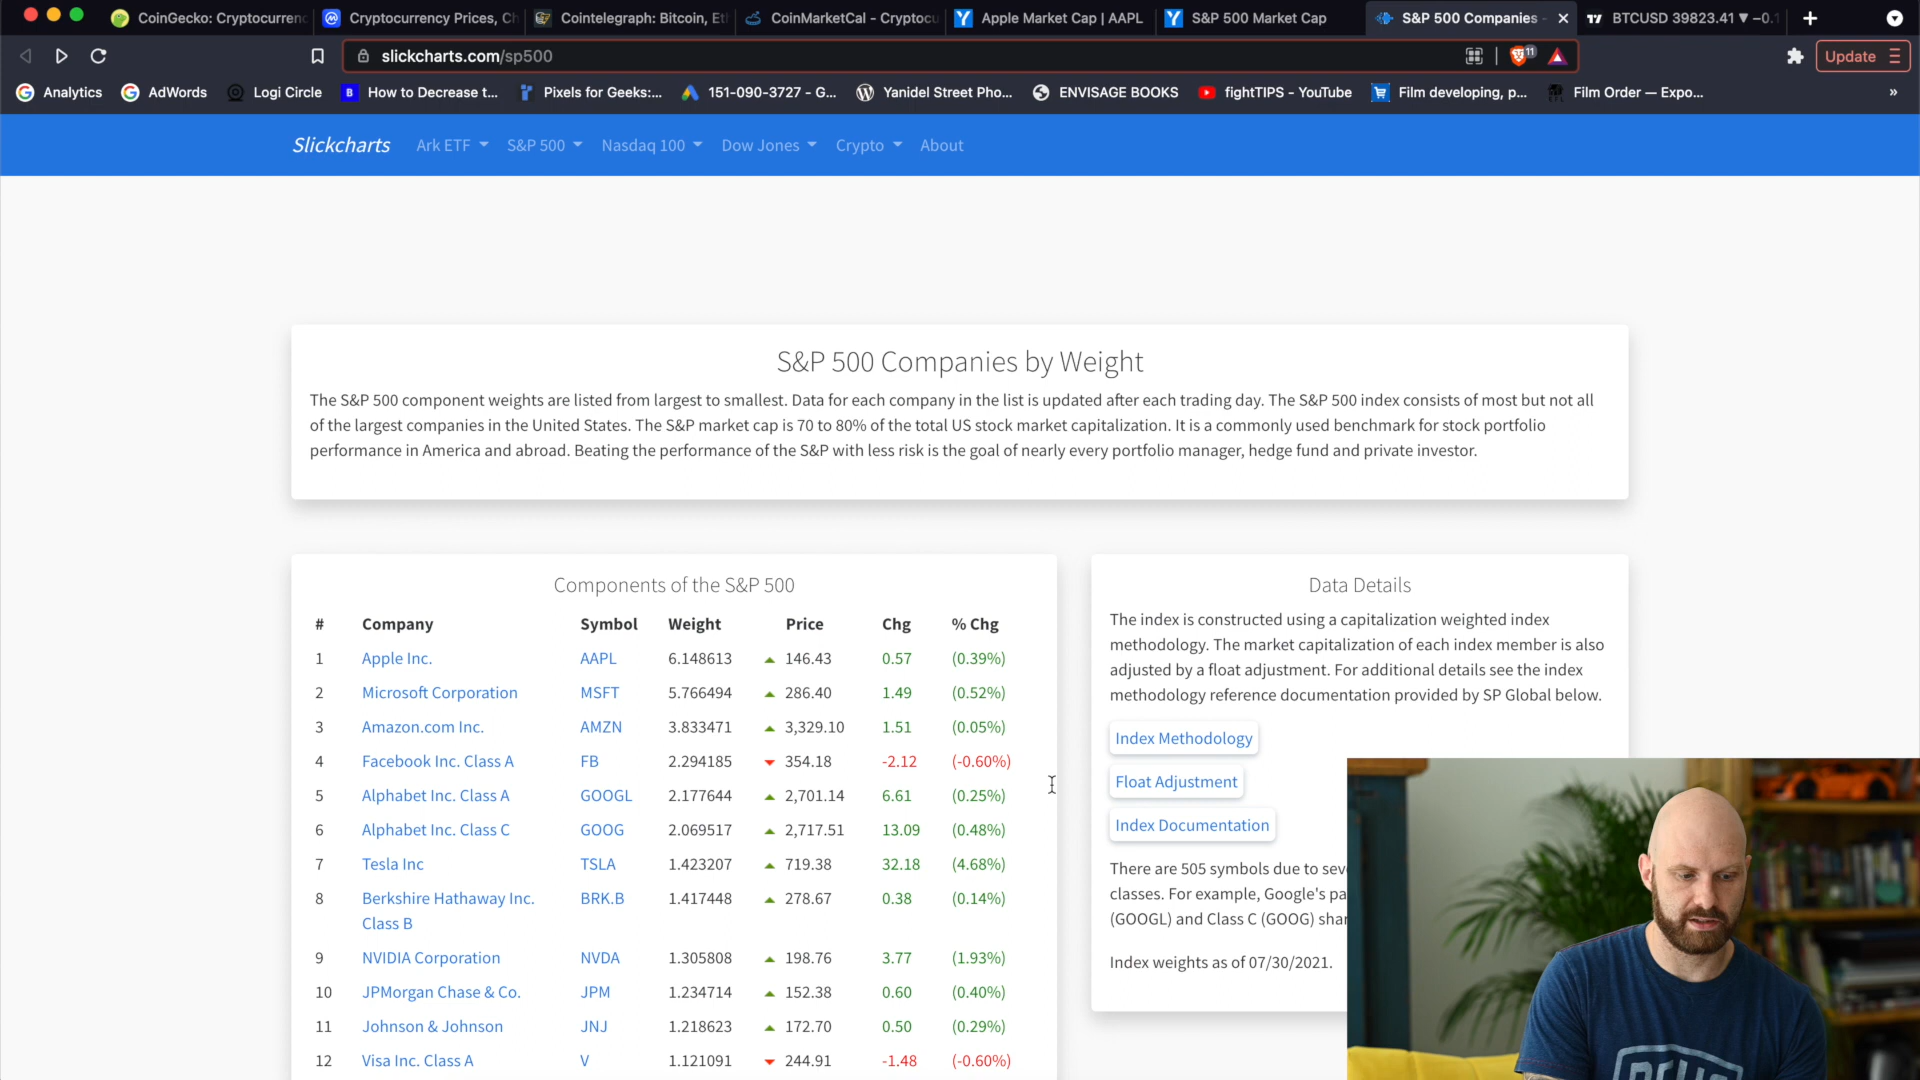 CoinGecko: Cryptocurrenc
Cryptocurrency Prices, Ch
Cointelegraph: Bitcoin, Et
CoinMarketCal - Cryptocu
Apple Market Cap | AAPL
S&P 500 Market Cap
S&P 500 Companies -
BTCUSD 39823.41 ▼ −0.1
slickcharts.com/sp500
11
Update
Analytics
AdWords
Logi Circle
How to Decrease t...
Pixels for Geeks:...
151-090-3727 - G...
Yanidel Street Pho...
ENVISAGE BOOKS
fightTIPS - YouTube
Film developing, p...
Film Order — Expo...
»
Slickcharts Ark ETF S&P 500 Nasdaq 100 Dow Jones Crypto About
S&P 500 Companies by Weight
The S&P 500 component weights are listed from largest to smallest. Data for each company in the list is updated after each trading day. The S&P 500 index consists of most but not all
of the largest companies in the United States. The S&P market cap is 70 to 80% of the total US stock market capitalization. It is a commonly used benchmark for stock portfolio
performance in America and abroad. Beating the performance of the S&P with less risk is the goal of nearly every portfolio manager, hedge fund and private investor.
Components of the S&P 500
# Company Symbol Weight Price Chg % Chg
1 Apple Inc. AAPL 6.148613 146.43 0.57 (0.39%)
2 Microsoft Corporation MSFT 5.766494 286.40 1.49 (0.52%)
3 Amazon.com Inc. AMZN 3.833471 3,329.10 1.51 (0.05%)
4 Facebook Inc. Class A FB 2.294185 354.18 -2.12 (-0.60%)
5 Alphabet Inc. Class A GOOGL 2.177644 2,701.14 6.61 (0.25%)
6 Alphabet Inc. Class C GOOG 2.069517 2,717.51 13.09 (0.48%)
7 Tesla Inc TSLA 1.423207 719.38 32.18 (4.68%)
8 Berkshire Hathaway Inc. BRK.B 1.417448 278.67 0.38 (0.14%)
Class B
9 NVIDIA Corporation NVDA 1.305808 198.76 3.77 (1.93%)
10 JPMorgan Chase & Co. JPM 1.234714 152.38 0.60 (0.40%)
11 Johnson & Johnson JNJ 1.218623 172.70 0.50 (0.29%)
12 Visa Inc. Class A V 1.121091 244.91 -1.48 (-0.60%)
Data Details
The index is constructed using a capitalization weighted index
methodology. The market capitalization of each index member is also
adjusted by a float adjustment. For additional details see the index
methodology reference documentation provided by SP Global below.
Index Methodology
Float Adjustment
Index Documentation
There are 505 symbols due to sev
classes. For example, Google's pa
(GOOGL) and Class C (GOOG) shar
Index weights as of 07/30/2021.